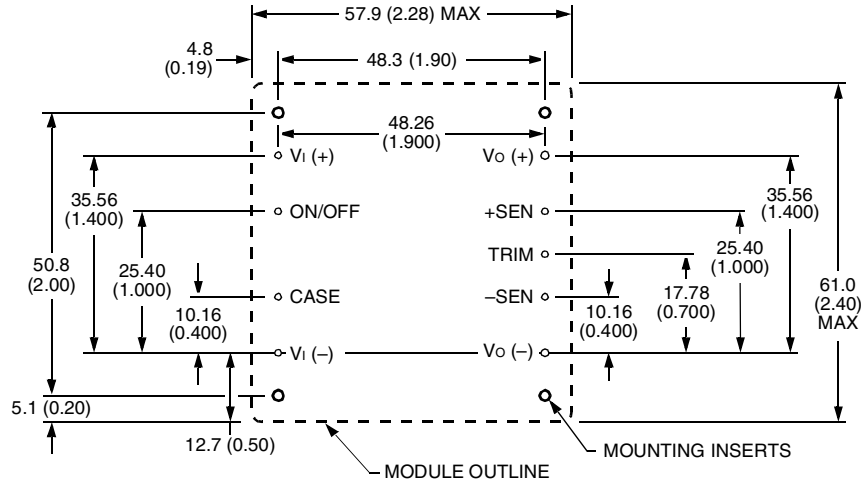 57.9 (2.28) MAX
4.8
(0.19)
48.3 (1.90)
48.26
(1.900)
VI (+)
VO (+)
35.56
(1.400)
35.56
(1.400)
ON/OFF
+SEN
TRIM
25.40
(1.000)
25.40
(1.000)
50.8
(2.00)
61.0
(2.40)
MAX
17.78
(0.700)
CASE
–SEN
10.16
(0.400)
10.16
(0.400)
VI (–)
VO (–)
5.1 (0.20)
12.7 (0.50)
MOUNTING INSERTS
MODULE OUTLINE